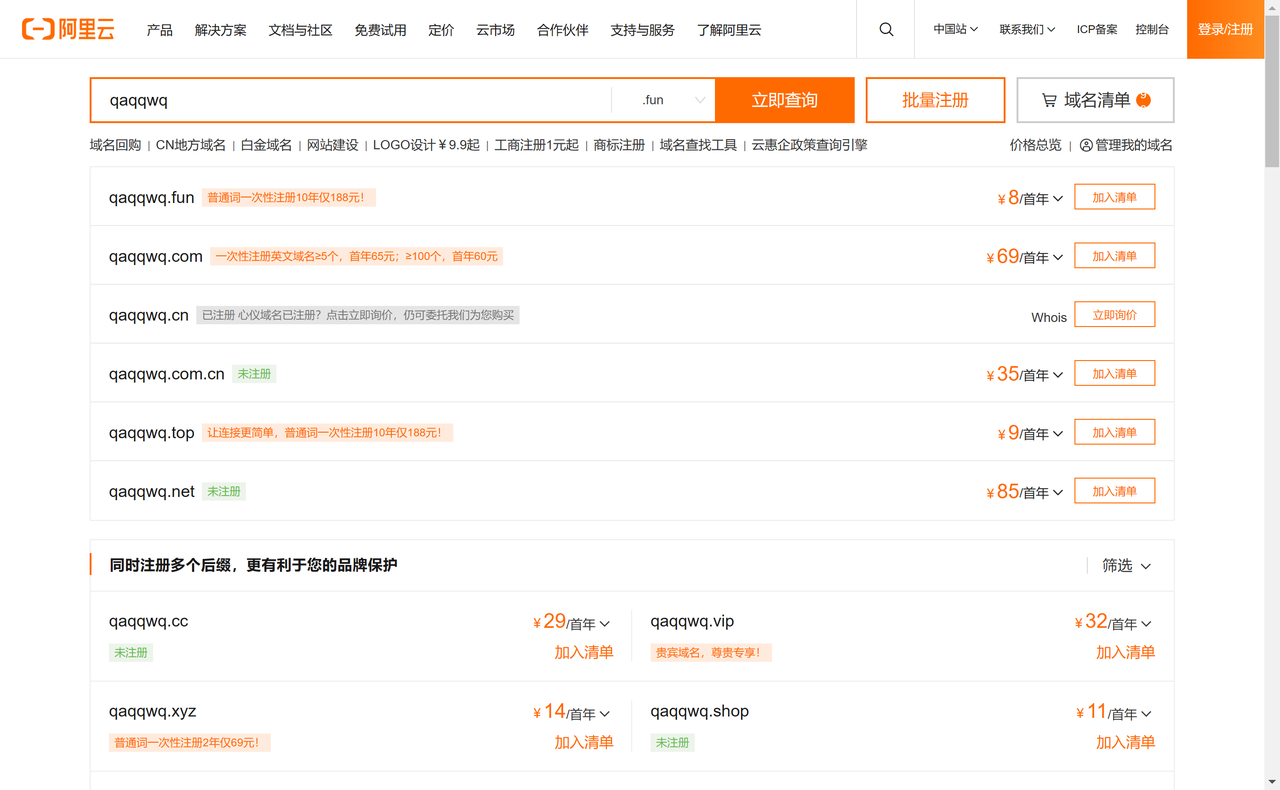 阿里云 产品 解决方案 文档与社区 免费试用 定价 云市场 合作伙伴 支持与服务 了解阿里云 中国站 联系我们 ICP备案 控制台 登录/注册
qaqqwq .fun 立即查询 批量注册 域名清单
域名回购 | CN地方域名 | 白金域名 | 网站建设 | LOGO设计￥9.9起 | 工商注册1元起 | 商标注册 | 域名查找工具 | 云惠企政策查询引擎 价格总览 | 管理我的域名
qaqqwq.fun 普通词一次性注册10年仅188元！ ￥8/首年 加入清单
qaqqwq.com 一次性注册英文域名≥5个，首年65元；≥100个，首年60元 ￥69/首年 加入清单
qaqqwq.cn 已注册 心仪域名已注册？点击立即询价，仍可委托我们为您购买 Whois 立即询价
qaqqwq.com.cn 未注册 ￥35/首年 加入清单
qaqqwq.top 让连接更简单，普通词一次性注册10年仅188元！ ￥9/首年 加入清单
qaqqwq.net 未注册 ￥85/首年 加入清单
同时注册多个后缀，更有利于您的品牌保护 筛选
qaqqwq.cc ￥29/首年 qaqqwq.vip ￥32/首年
未注册 加入清单 贵宾域名，尊贵专享！ 加入清单
qaqqwq.xyz ￥14/首年 qaqqwq.shop ￥11/首年
普通词一次性注册2年仅69元！ 加入清单 未注册 加入清单